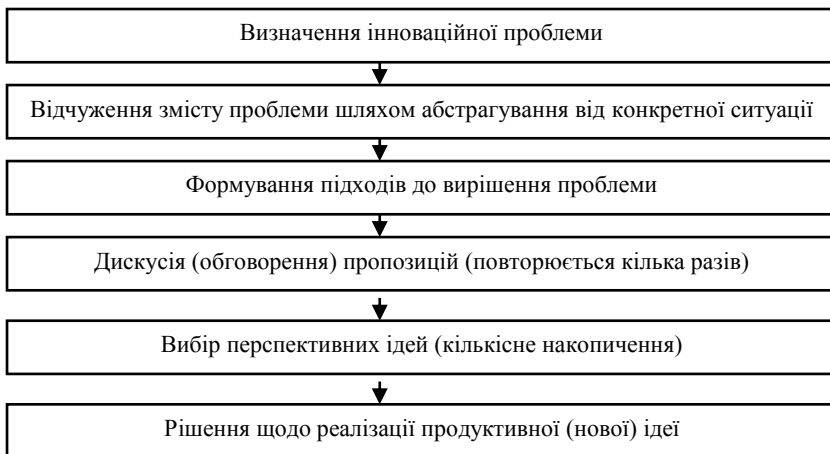 Визначення інноваційної проблеми
Відчуження змісту проблеми шляхом абстрагування від конкретної ситуації
Формування підходів до вирішення проблеми
Дискусія (обговорення) пропозицій (повторюється кілька разів)
Вибір перспективних ідей (кількісне накопичення)
Рішення щодо реалізації продуктивної (нової) ідеї